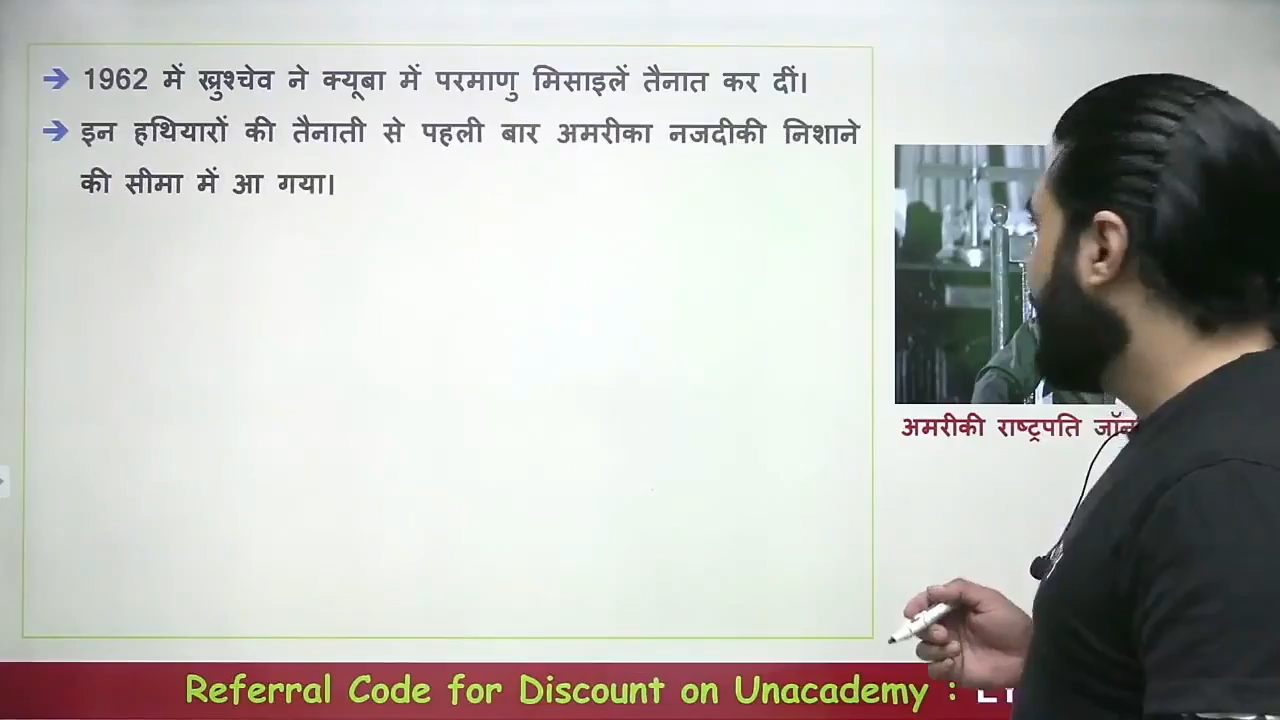 → 1962 में ख्रुश्चेव ने क्यूबा में परमाणु मिसाइलें तैनात कर दीं।
→ इन हथियारों की तैनाती से पहली बार अमरीका नजदीकी निशाने
की सीमा में आ गया।
अमरीकी राष्ट्रपति
Referral Code for Discount on Unacademy :